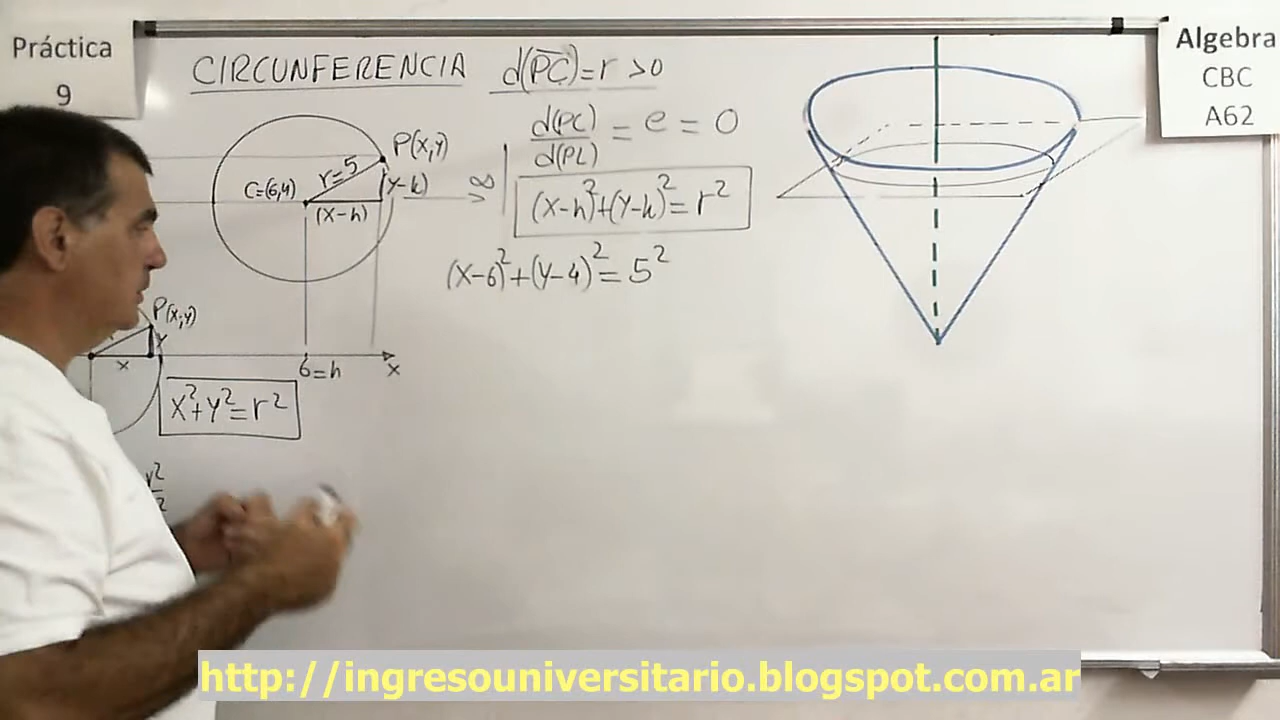 Práctica
9
CIRCUNFERENCIA d(PC)=r >0
Algebra
CBC
A62
d(PC)/d(PL) = e = 0
P(x,y)
r=5
C=(6,4)
(y-k)
(x-h)
∞
(x-h)²+(y-k)²=r²
(x-6)²+(y-4)²=5²
P(x;y)
y
x
6=h
x
x²+y²=r²
http://ingresouniversitario.blogspot.com.ar